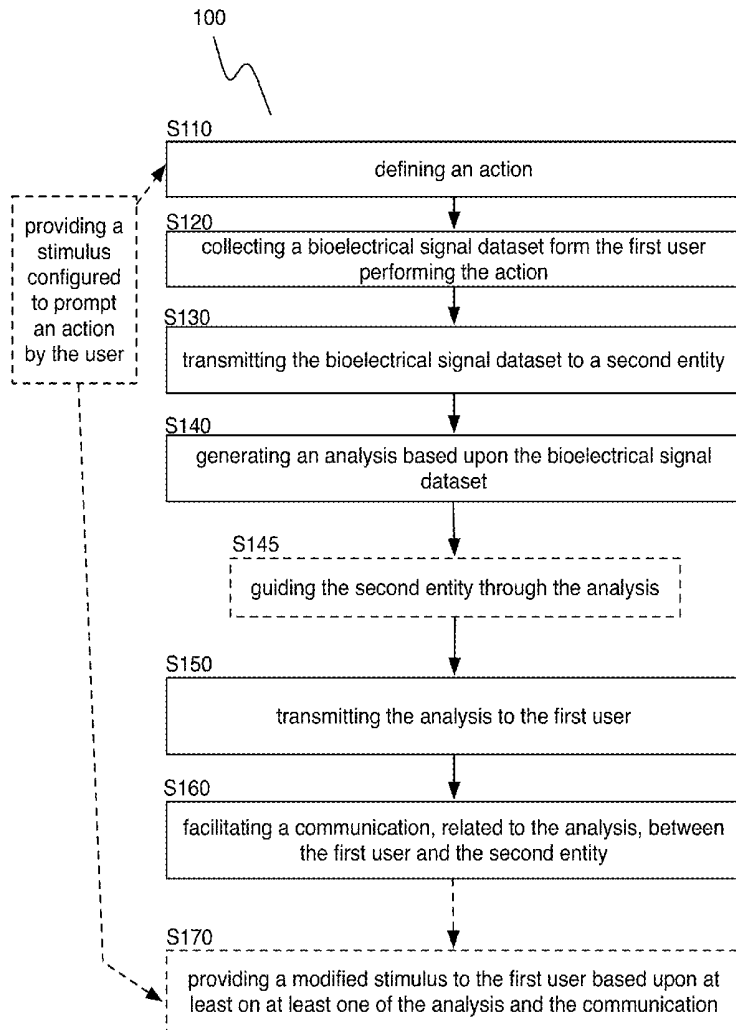 100
S110
defining an action
providing a
stimulus
configured
to prompt
an action
by the user
S120
collecting a bioelectrical signal dataset form the first user
performing the action
S130
transmitting the bioelectrical signal dataset to a second entity
S140
generating an analysis based upon the bioelectrical signal
dataset
S145
guiding the second entity through the analysis
S150
transmitting the analysis to the first user
S160
facilitating a communication, related to the analysis, between
the first user and the second entity
S170
providing a modified stimulus to the first user based upon at
least on at least one of the analysis and the communication